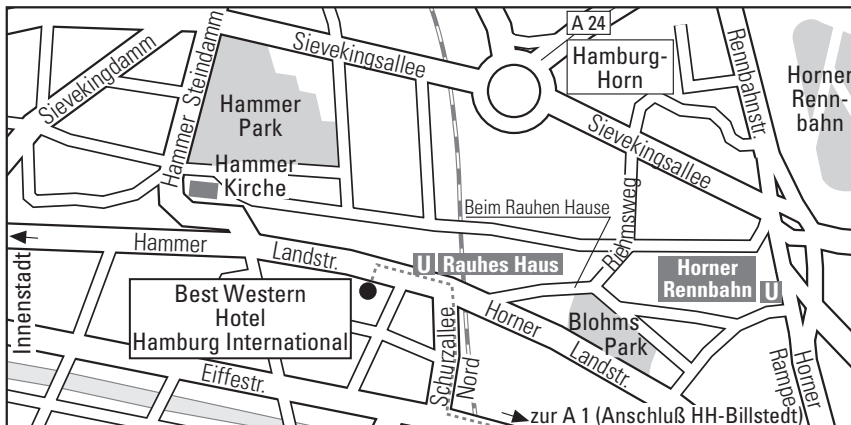 A 24
Hamburg-
Horn
Sievekingdamm
Hammer Steindamm
Sievekingsallee
Rennbahnstr.
Horner
Renn-
bahn
Hammer
Park
Sievekingsallee
Hammer
Kirche
Beim Rauhen Hause
Riehmsweg
Innenstadt
Hammer Landstr.
U Rauhes Haus
Horner
Rennbahn U
Best Western
Hotel
Hamburg International
Schurzallee
Nord
Horner Landstr.
Blohms
Park
Eiffestr.
Horner
Rampe
zur A 1 (Anschluß HH-Billstedt)